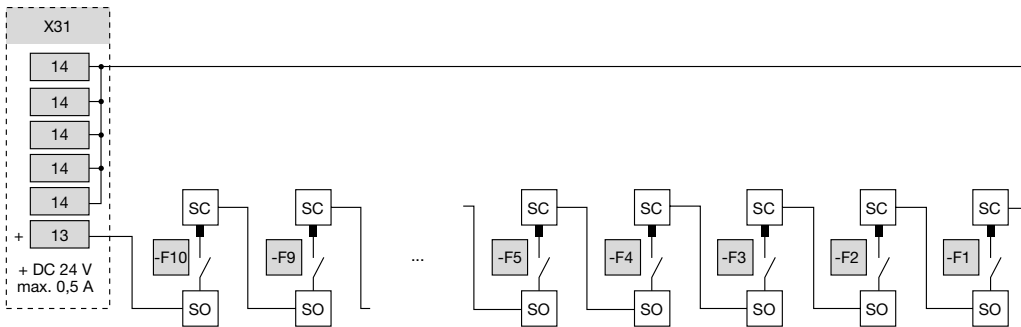 X31
14
14
14
14
14
+ 13
+ DC 24 V
max. 0,5 A
SC SC SC SC SC SC SC
-F10 -F9 ... -F5 -F4 -F3 -F2 -F1
SO SO SO SO SO SO SO